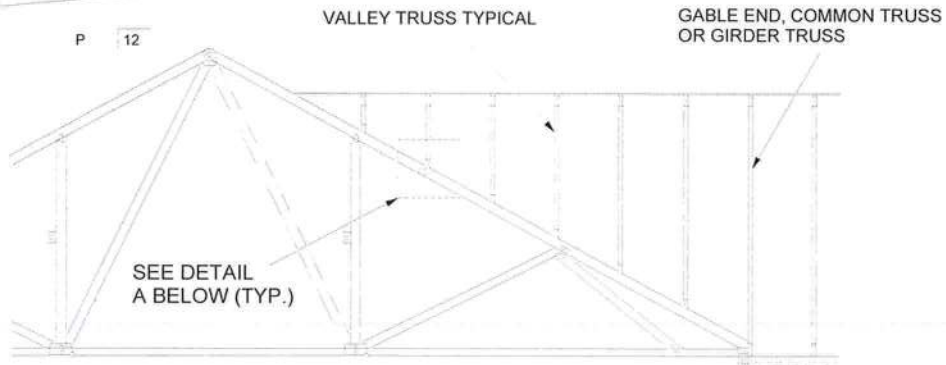 VALLEY TRUSS TYPICAL
GABLE END, COMMON TRUSS
OR GIRDER TRUSS
P 12
SEE DETAIL
A BELOW (TYP.)